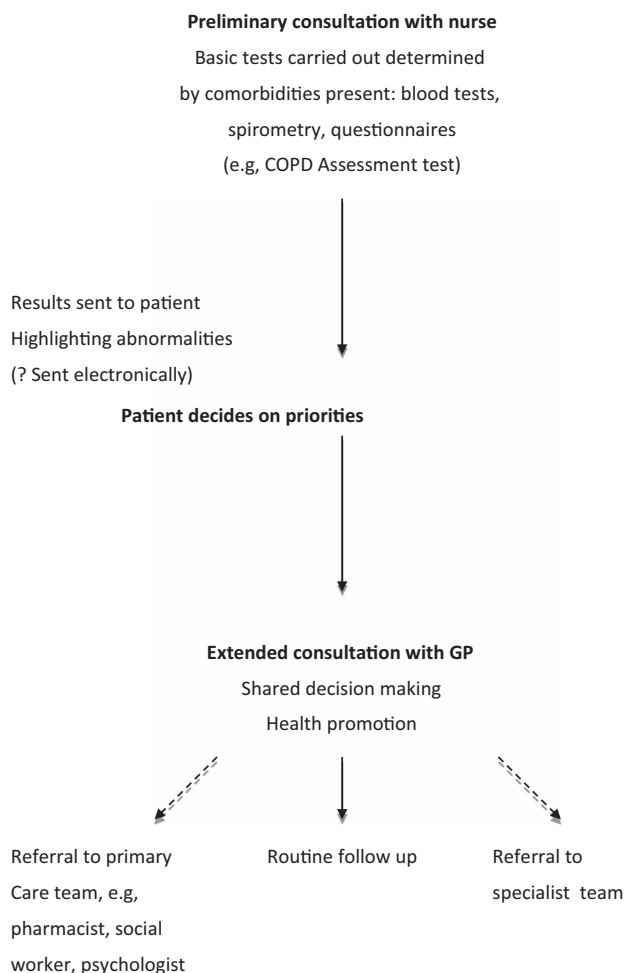 Preliminary consultation with nurse
Basic tests carried out determined
by comorbidities present: blood tests,
spirometry, questionnaires
(e.g, COPD Assessment test)
Results sent to patient
Highlighting abnormalities
(? Sent electronically)
Patient decides on priorities
Extended consultation with GP
Shared decision making
Health promotion
Referral to primary
Care team, e.g,
pharmacist, social
worker, psychologist
Routine follow up
Referral to
specialist team